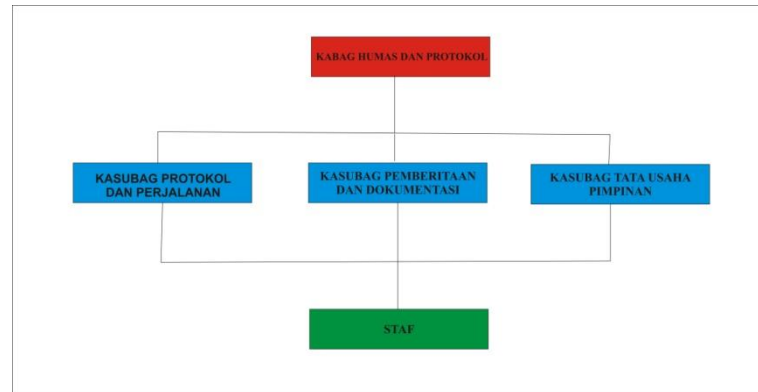 KABAG HUMAS DAN PROTOKOL
KASUBAG PROTOKOL
DAN PERJALANAN
KASUBAG PEMBERITAAN
DAN DOKUMENTASI
KASUBAG TATA USAHA
PIMPINAN
STAF